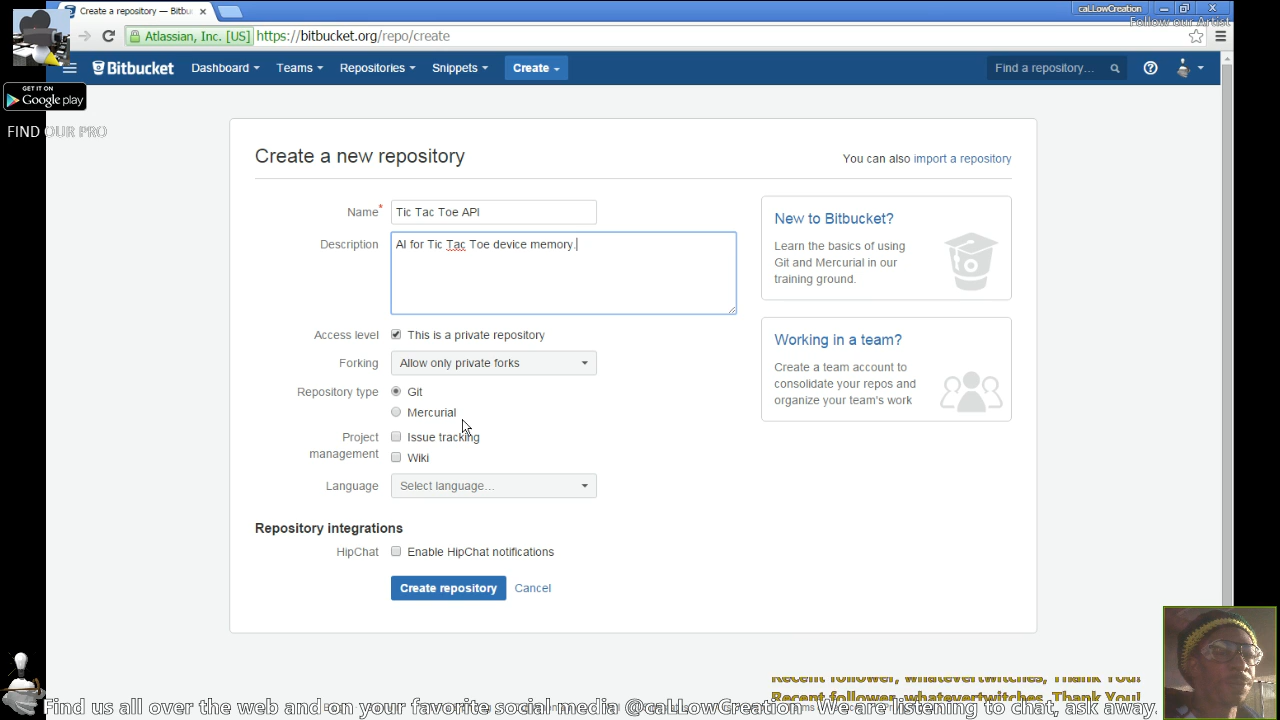 Create a repository — Bitbu
caLLowCreation
Follow our Artist
Atlassian, Inc. [US] https://bitbucket.org/repo/create
Bitbucket Dashboard Teams Repositories Snippets Create Find a repository...
GET IT ON
Google play
FIND OUR PRO
Create a new repository
You can also import a repository
Name* Tic Tac Toe API
Description AI for Tic Tac Toe device memory.
Access level This is a private repository
Forking Allow only private forks
Repository type Git
Mercurial
Project management Issue tracking
Wiki
Language Select language...
Repository integrations
HipChat Enable HipChat notifications
Create repository Cancel
New to Bitbucket?
Learn the basics of using
Git and Mercurial in our
training ground.
Working in a team?
Create a team account to
consolidate your repos and
organize your team's work
Recent follower, whatevertwitches, Thank You!
Recent follower, whatevertwitches, Thank You!
Find us all over the web and on your favorite social media @caLLowCreation We are listening to chat, ask away.